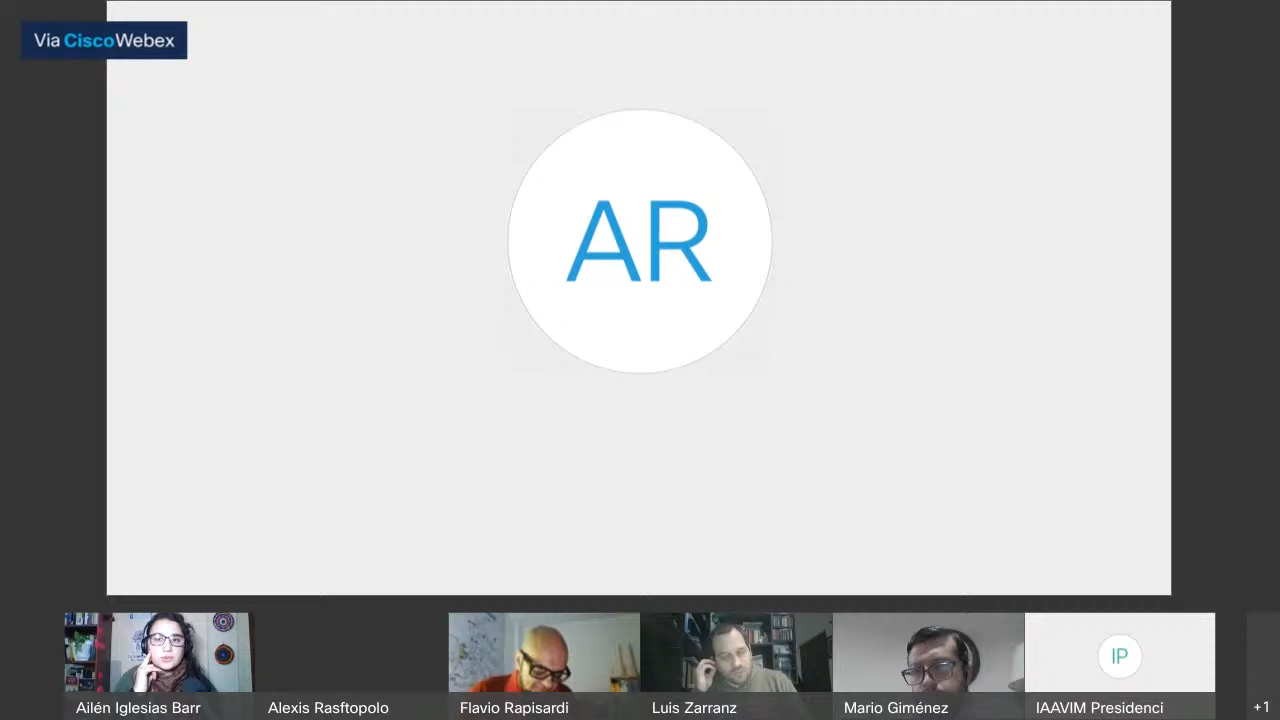 Via CiscoWebex
AR
IP
Ailén Iglesias Barr
Alexis Rasftopolo
Flavio Rapisardi
Luis Zarranz
Mario Giménez
IAAVIM Presidenci
+1